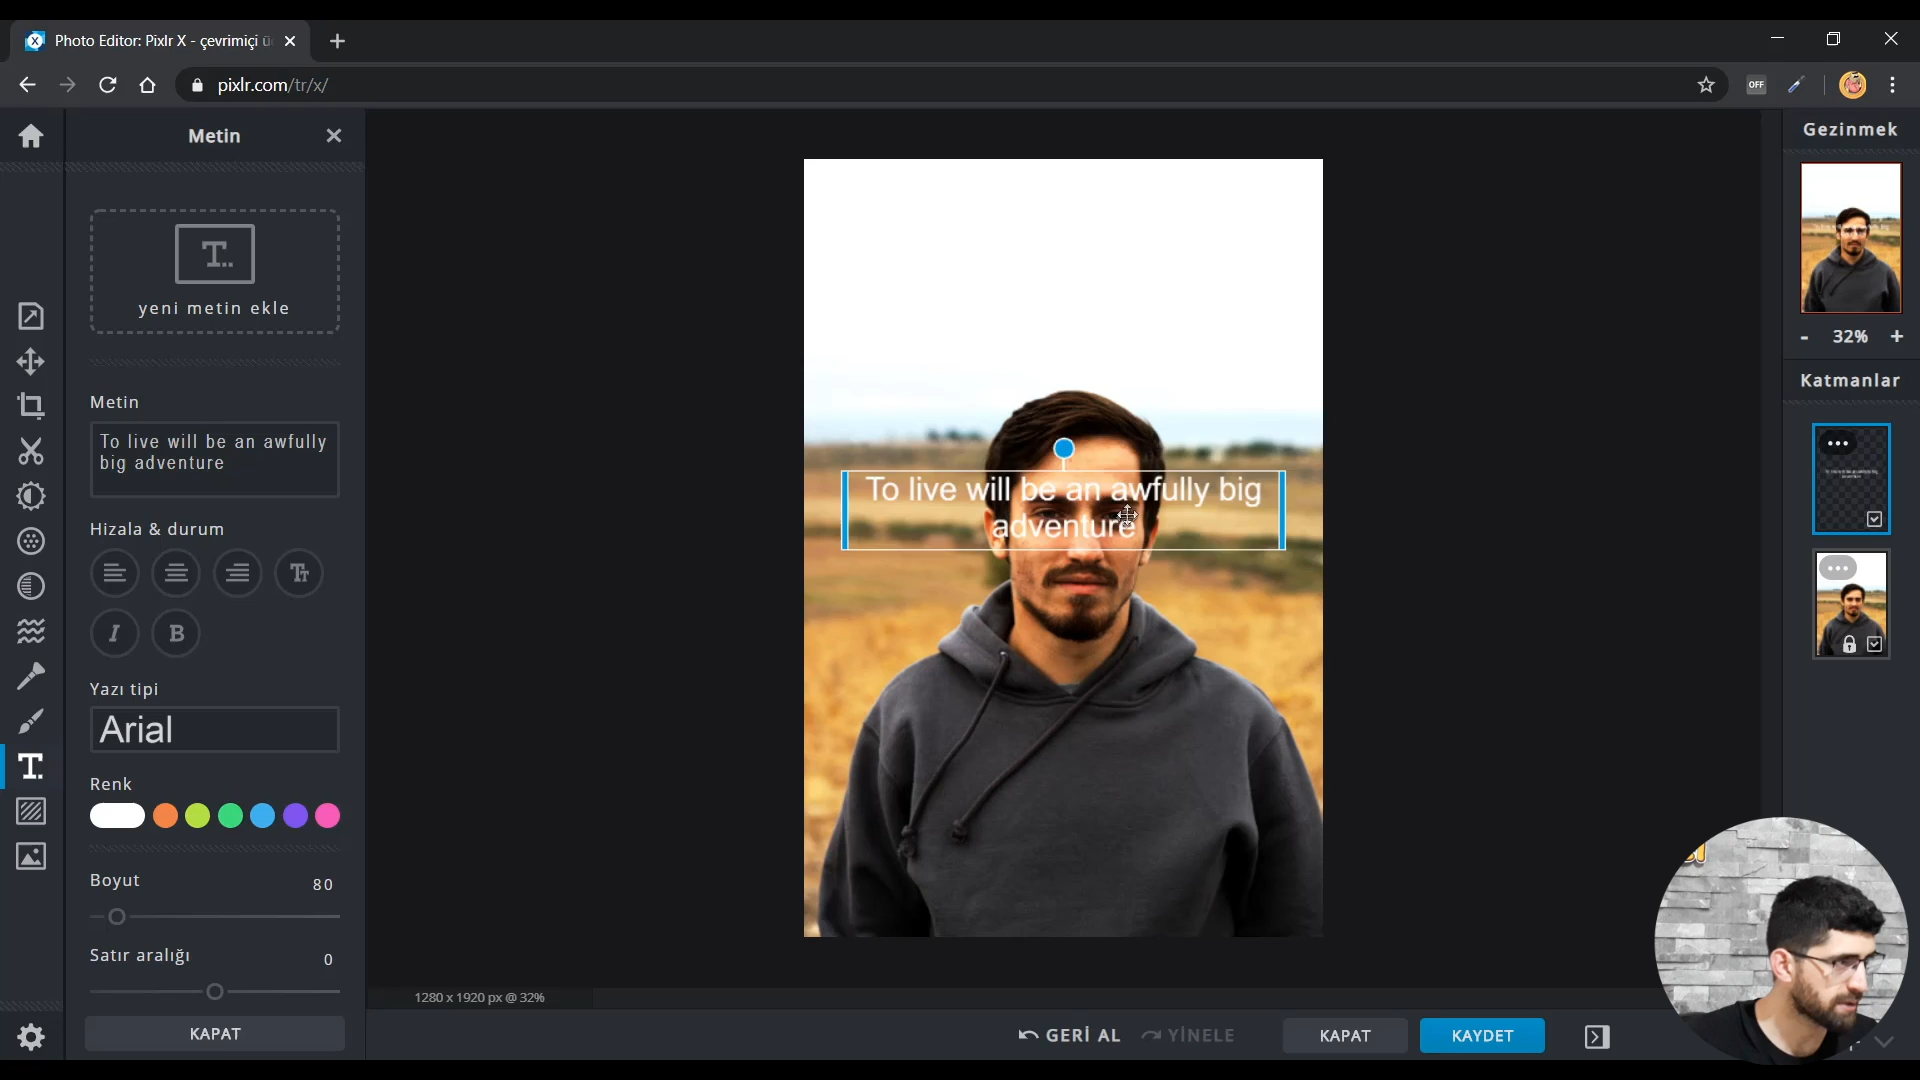 Photo Editor: Pixlr X - çevrimiçi ü
pixlr.com/tr/x/
OFF
Metin
Gezinmek
T..
yeni metin ekle
- 32% +
Katmanlar
Metin
To live will be an awfully
big adventure
To live will be an awfully big
adventure
Hizala & durum
I B
Yazı tipi
Arial
Renk
Boyut 80
Satır aralığı 0
1280 x 1920 px @ 32%
KAPAT
GERİ AL YİNELE KAPAT KAYDET